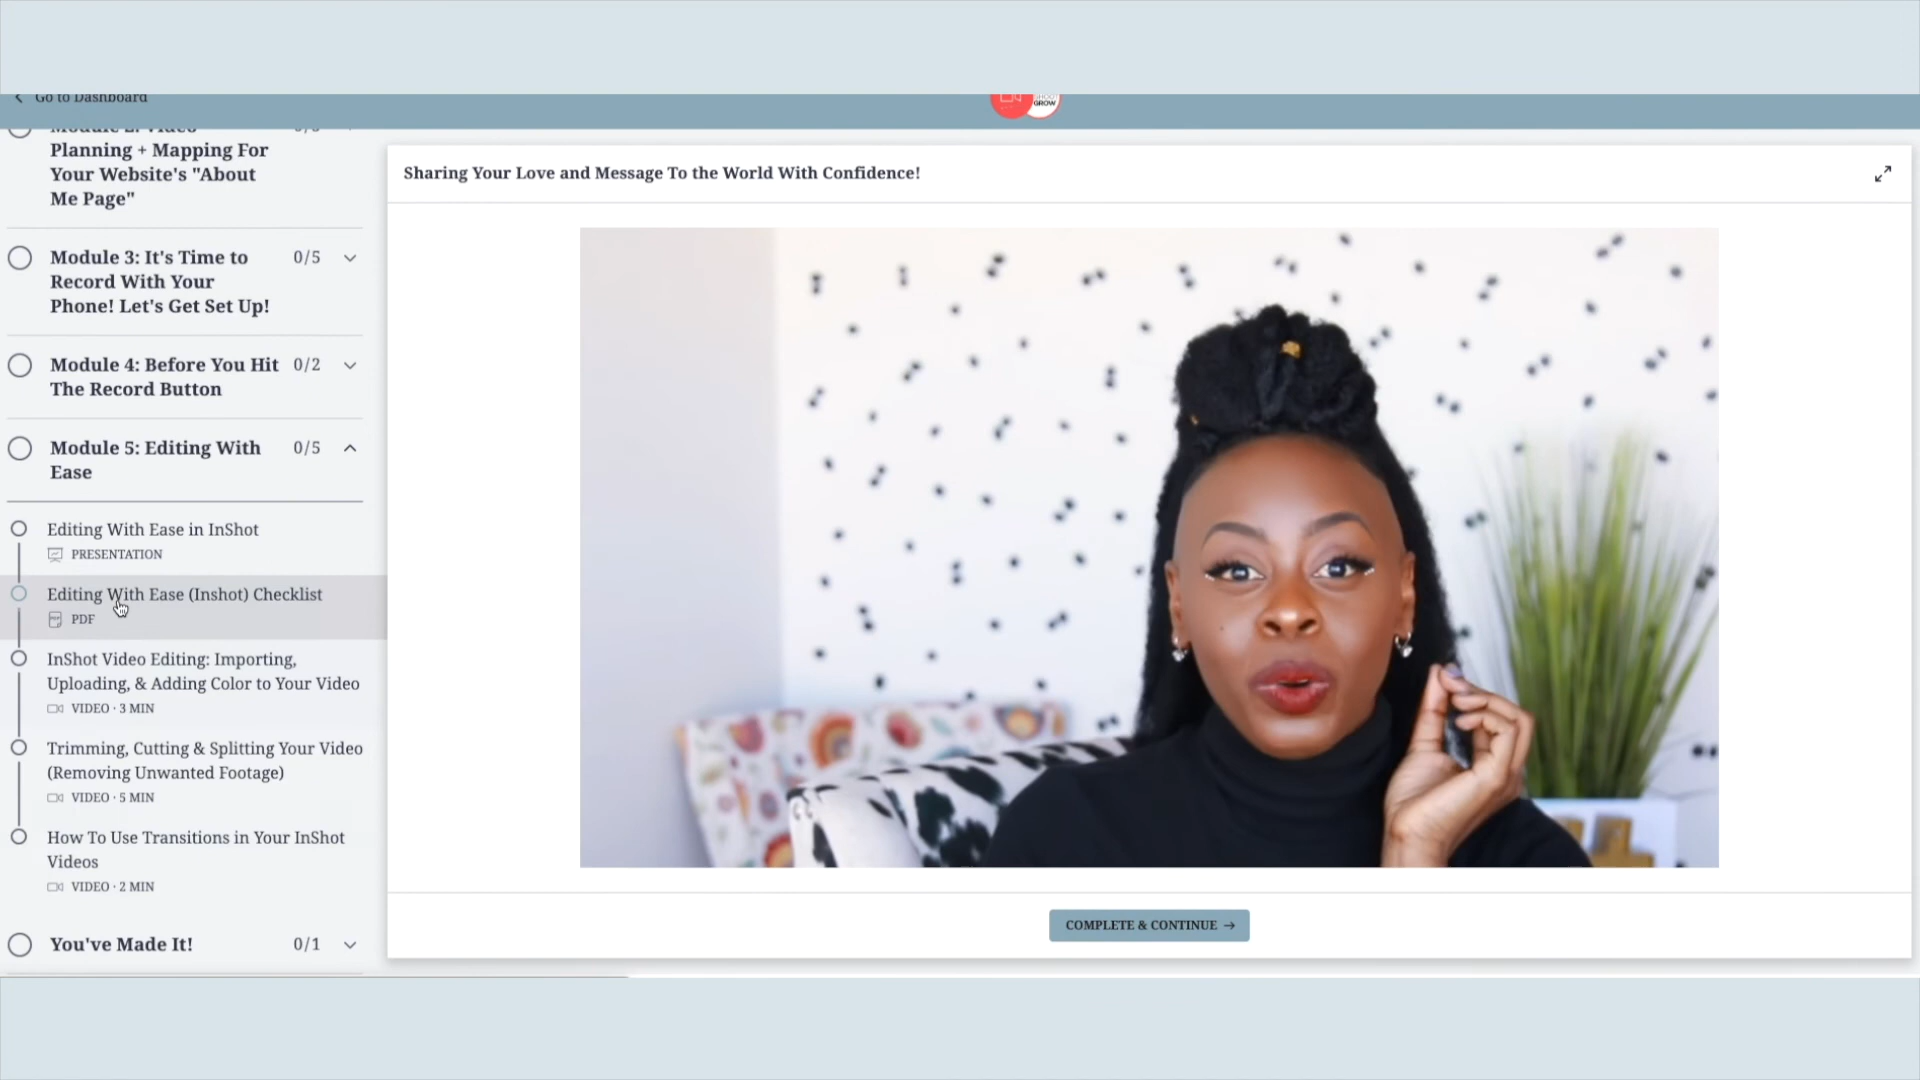 Go to Dashboard
GROW
Module 2: Video
Planning + Mapping For
Your Website's "About
Me Page"
Module 3: It's Time to
Record With Your
Phone! Let's Get Set Up!
0/5
Module 4: Before You Hit
The Record Button
0/2
Module 5: Editing With
Ease
0/5
Editing With Ease in InShot
PRESENTATION
Editing With Ease (Inshot) Checklist
PDF
InShot Video Editing: Importing,
Uploading, & Adding Color to Your Video
VIDEO · 3 MIN
Trimming, Cutting & Splitting Your Video
(Removing Unwanted Footage)
VIDEO · 5 MIN
How To Use Transitions in Your InShot
Videos
VIDEO · 2 MIN
You've Made It!
0/1
Sharing Your Love and Message To the World With Confidence!
COMPLETE & CONTINUE →